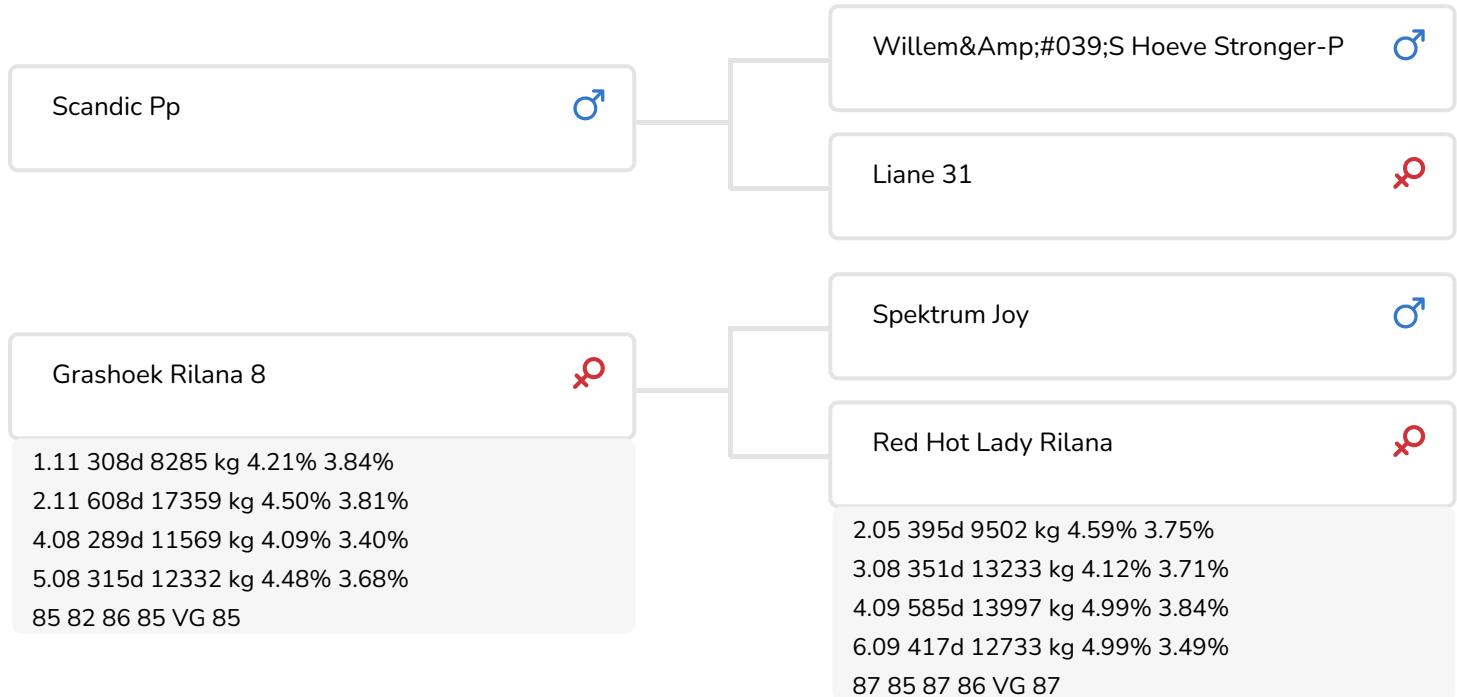 Scandic Pp
Willem&Amp;#039;S Hoeve Stronger-P
Liane 31
Grashoek Rilana 8
1.11 308d 8285 kg 4.21% 3.84%
2.11 608d 17359 kg 4.50% 3.81%
4.08 289d 11569 kg 4.09% 3.40%
5.08 315d 12332 kg 4.48% 3.68%
85 82 86 85 VG 85
Spektrum Joy
Red Hot Lady Rilana
2.05 395d 9502 kg 4.59% 3.75%
3.08 351d 13233 kg 4.12% 3.71%
4.09 585d 13997 kg 4.99% 3.84%
6.09 417d 12733 kg 4.99% 3.49%
87 85 87 86 VG 87